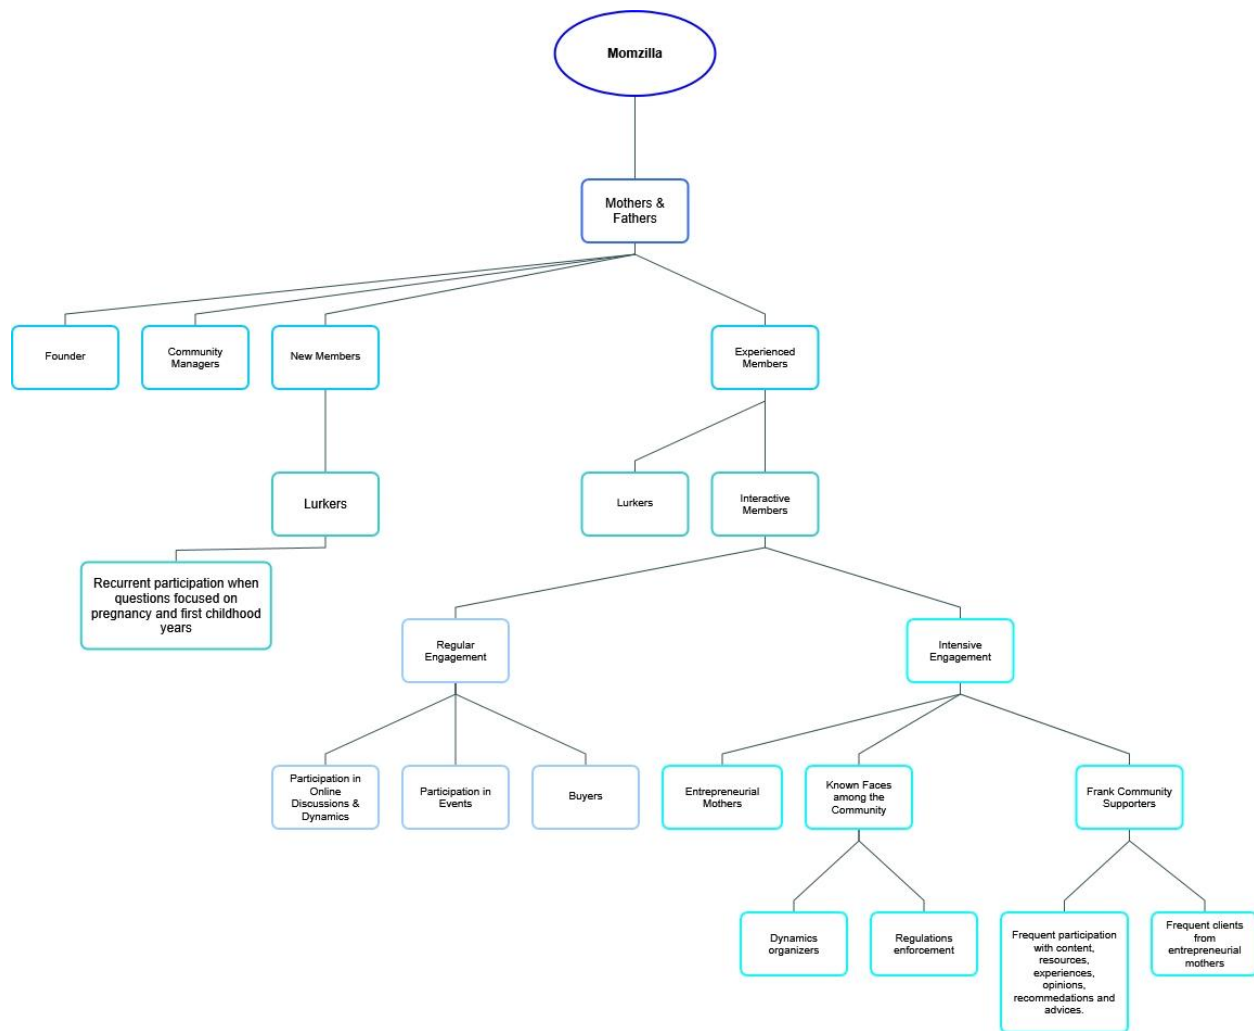 Momzilla
Mothers &
Fathers
Founder
Community
Managers
New Members
Experienced
Members
Lurkers
Lurkers
Interactive
Members
Recurrent participation when
questions focused on
pregnancy and first childhood
years
Regular
Engagement
Intensive
Engagement
Participation in
Online
Discussions &
Dynamics
Participation in
Events
Buyers
Entrepreneurial
Mothers
Known Faces
among the
Community
Frank Community
Supporters
Dynamics
organizers
Regulations
enforcement
Frequent participation
with content,
resources,
experiences,
opinions,
recommedations and
advices.
Frequent clients
from
entrepreneurial
mothers